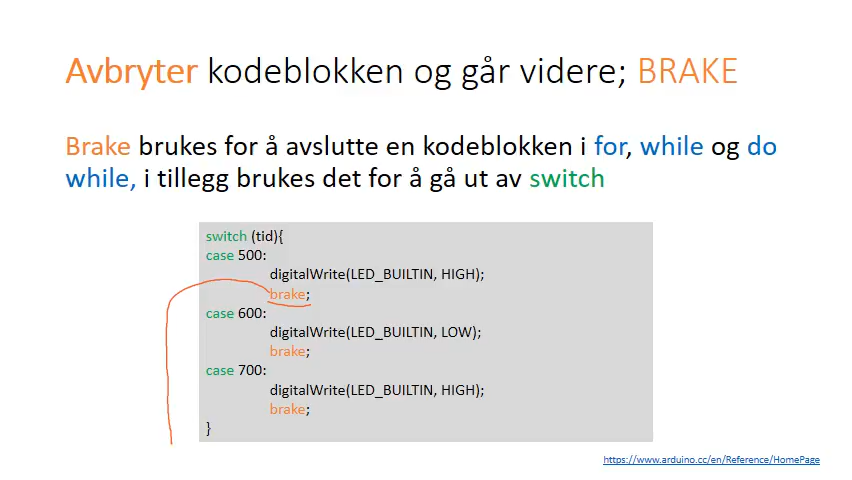 Avbryter kodeblokken og går videre; BRAKE
Brake brukes for å avslutte en kodeblokken i for, while og do
while, i tillegg brukes det for å gå ut av switch
switch (tid){
case 500:
digitalWrite(LED_BUILTIN, HIGH);
brake;
case 600:
digitalWrite(LED_BUILTIN, LOW);
brake;
case 700:
digitalWrite(LED_BUILTIN, HIGH);
brake;
}
https://www.arduino.cc/en/Reference/HomePage